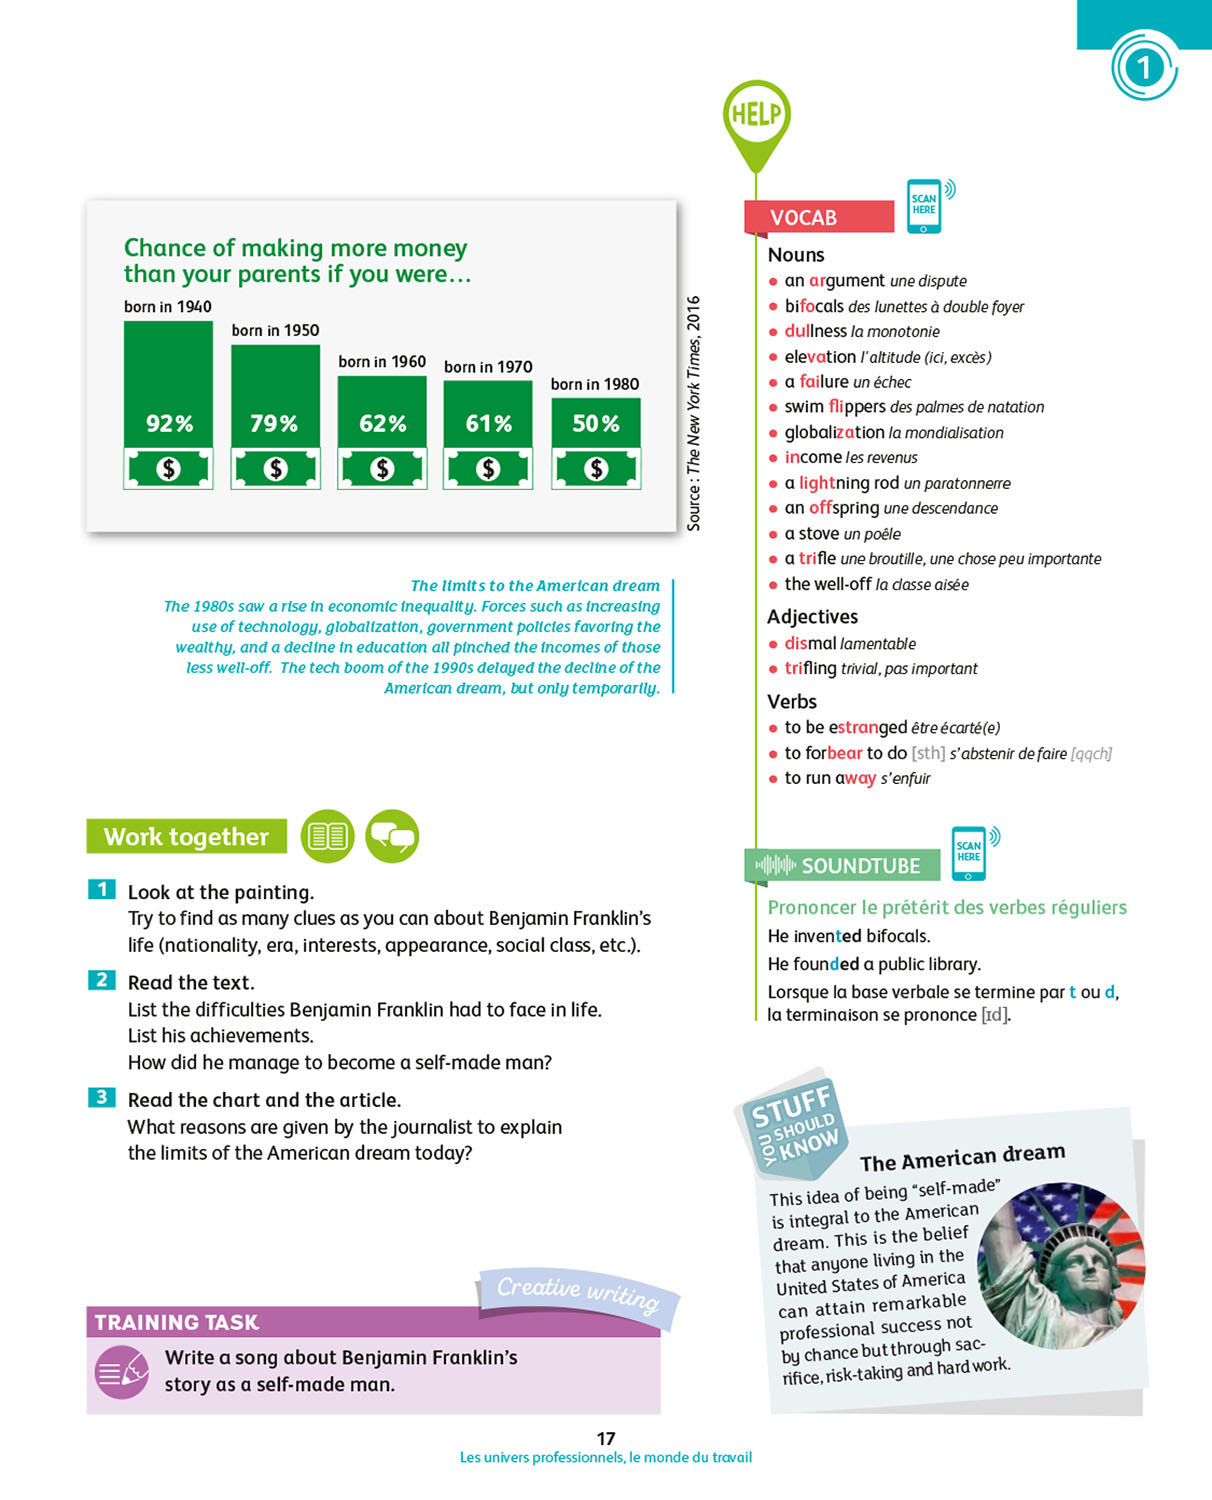 1
Chance of making more money
than your parents if you were...
born in 1940
born in 1950
born in 1960
born in 1970
born in 1980
92%
79%
62%
61%
50%
$
$
$
$
$
Source : The New York Times, 2016
The limits to the American dream
The 1980s saw a rise in economic inequality. Forces such as increasing
use of technology, globalization, government policies favoring the
wealthy, and a decline in education all pinched the incomes of those
less well-off. The tech boom of the 1990s delayed the decline of the
American dream, but only temporarily.
Work together
1 Look at the painting.
Try to find as many clues as you can about Benjamin Franklin's
life (nationality, era, interests, appearance, social class, etc.).
2 Read the text.
List the difficulties Benjamin Franklin had to face in life.
List his achievements.
How did he manage to become a self-made man?
3 Read the chart and the article.
What reasons are given by the journalist to explain
the limits of the American dream today?
Creative writing
TRAINING TASK
Write a song about Benjamin Franklin's
story as a self-made man.
HELP
VOCAB
SCAN
HERE
Nouns
• an argument une dispute
• bifocals des lunettes à double foyer
• dullness la monotonie
• elevation l'altitude (ici, excès)
• a failure un échec
• swim flippers des palmes de natation
• globalization la mondialisation
• income les revenus
• a lightning rod un paratonnerre
• an offspring une descendance
• a stove un poêle
• a trifle une broutille, une chose peu importante
• the well-off la classe aisée
Adjectives
• dismal lamentable
• trifling trivial, pas important
Verbs
• to be estranged être écarté(e)
• to forbear to do [sth] s'abstenir de faire [qqch]
• to run away s'enfuir
SOUNDTUBE
SCAN
HERE
Prononcer le prétérit des verbes réguliers
He invented bifocals.
He founded a public library.
Lorsque la base verbale se termine par t ou d,
la terminaison se prononce [ɪd].
STUFF
YOU SHOULD
KNOW
The American dream
This idea of being "self-made"
is integral to the American
dream. This is the belief
that anyone living in the
United States of America
can attain remarkable
professional success not
by chance but through sac-
rifice, risk-taking and hard work.
17
Les univers professionnels, le monde du travail